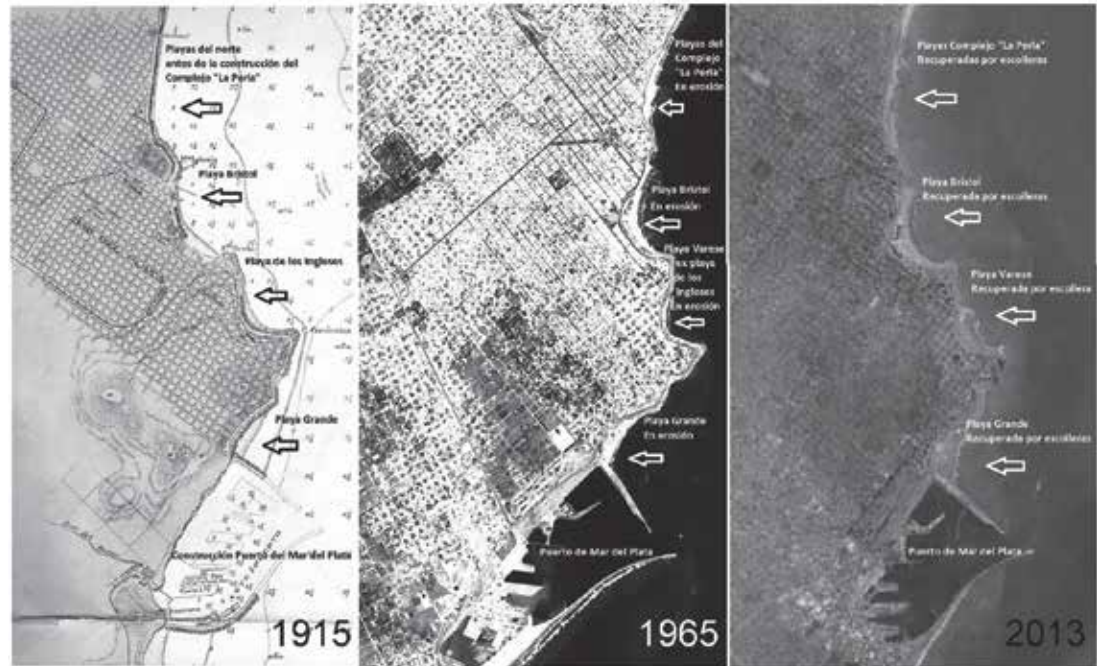 Playas del norte
antes de la construcción del
Complejo "La Perla"
Playa Bristol
Playa de los Ingleses
Playa Grande
Construcción Puerto del Mar del Plata
1915
Playas del
Complejo
"La Perla"
En erosión
Playa Bristol
En erosión
Playa Varese
ex playa
de los
Ingleses
En erosión
Playa Grande
En erosión
Puerto de Mar del Plata
1965
Playas Complejo "La Perla"
Recuperadas por escolleras
Playa Bristol
Recuperada por escolleras
Playa Varese
Recuperada por escollera
Playa Grande
Recuperada por escolleras
Puerto de Mar del Plata
2013